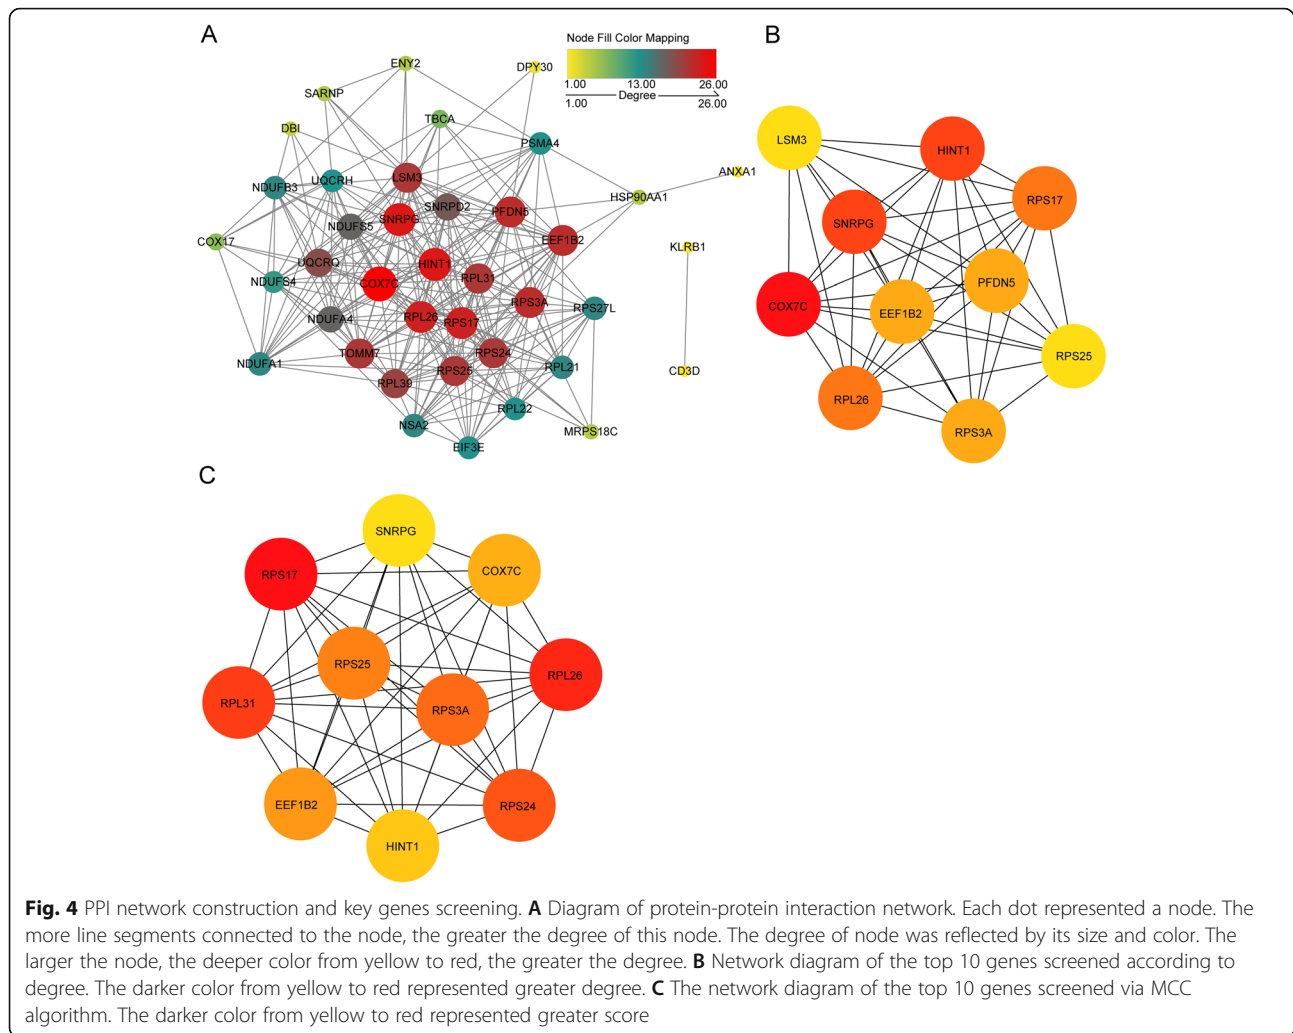 A
Node Fill Color Mapping
1.00 13.00 26.00
Degree
1.00 26.00
ENY2
DPY30
SARNP
TBCA
DBI
PSMA4
NDUFB3
UQCRH
LSM3
HSP90AA1
ANXA1
SNRPD2
PFDN5
SNRPG
NDUFS5
COX17
EEF1B2
KLRB1
UQCRQ
HINT1
NDUFS4
COX7C
RPL31
RPS3A
RPS27L
NDUFA4
RPL26
RPS17
NDUFA1
TOMM7
RPS24
RPL21
CD3D
RPL39
RPS25
NSA2
RPL22
MRPS18C
EIF3E
B
LSM3
HINT1
RPS17
SNRPG
PFDN5
COX7C
EEF1B2
RPS25
RPL26
RPS3A
C
SNRPG
COX7C
RPS17
RPS25
RPL26
RPL31
RPS3A
EEF1B2
RPS24
HINT1
Fig. 4 PPI network construction and key genes screening. A Diagram of protein-protein interaction network. Each dot represented a node. The
more line segments connected to the node, the greater the degree of this node. The degree of node was reflected by its size and color. The
larger the node, the deeper color from yellow to red, the greater the degree. B Network diagram of the top 10 genes screened according to
degree. The darker color from yellow to red represented greater degree. C The network diagram of the top 10 genes screened via MCC
algorithm. The darker color from yellow to red represented greater score